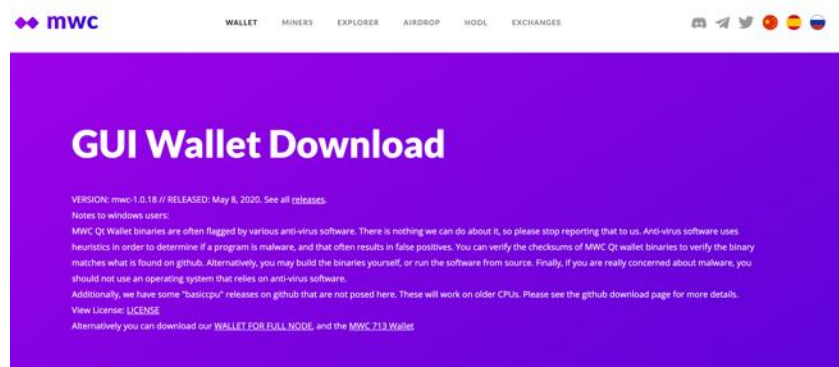 mwc
WALLET MINERS EXPLORER AIRDROP HODL EXCHANGES
GUI Wallet Download
VERSION: mwc-1.0.18 // RELEASED: May 8, 2020. See all releases.
Notes to windows users:
MWC Qt Wallet binaries are often flagged by various anti-virus software. There is nothing we can do about it, so please stop reporting that to us. Anti-virus software uses
heuristics in order to determine if a program is malware, and that often results in false positives. You can verify the checksums of MWC Qt wallet binaries to verify the binary
matches what is found on github. Alternatively, you may build the binaries yourself, or run the software from source. Finally, if you are really concerned about malware, you
should not use an operating system that relies on anti-virus software.
Additionally, we have some "basiccpu" releases on github that are not posed here. These will work on older CPUs. Please see the github download page for more details.
View License: LICENSE
Alternatively you can download our WALLET FOR FULL NODE, and the MWC 713 Wallet